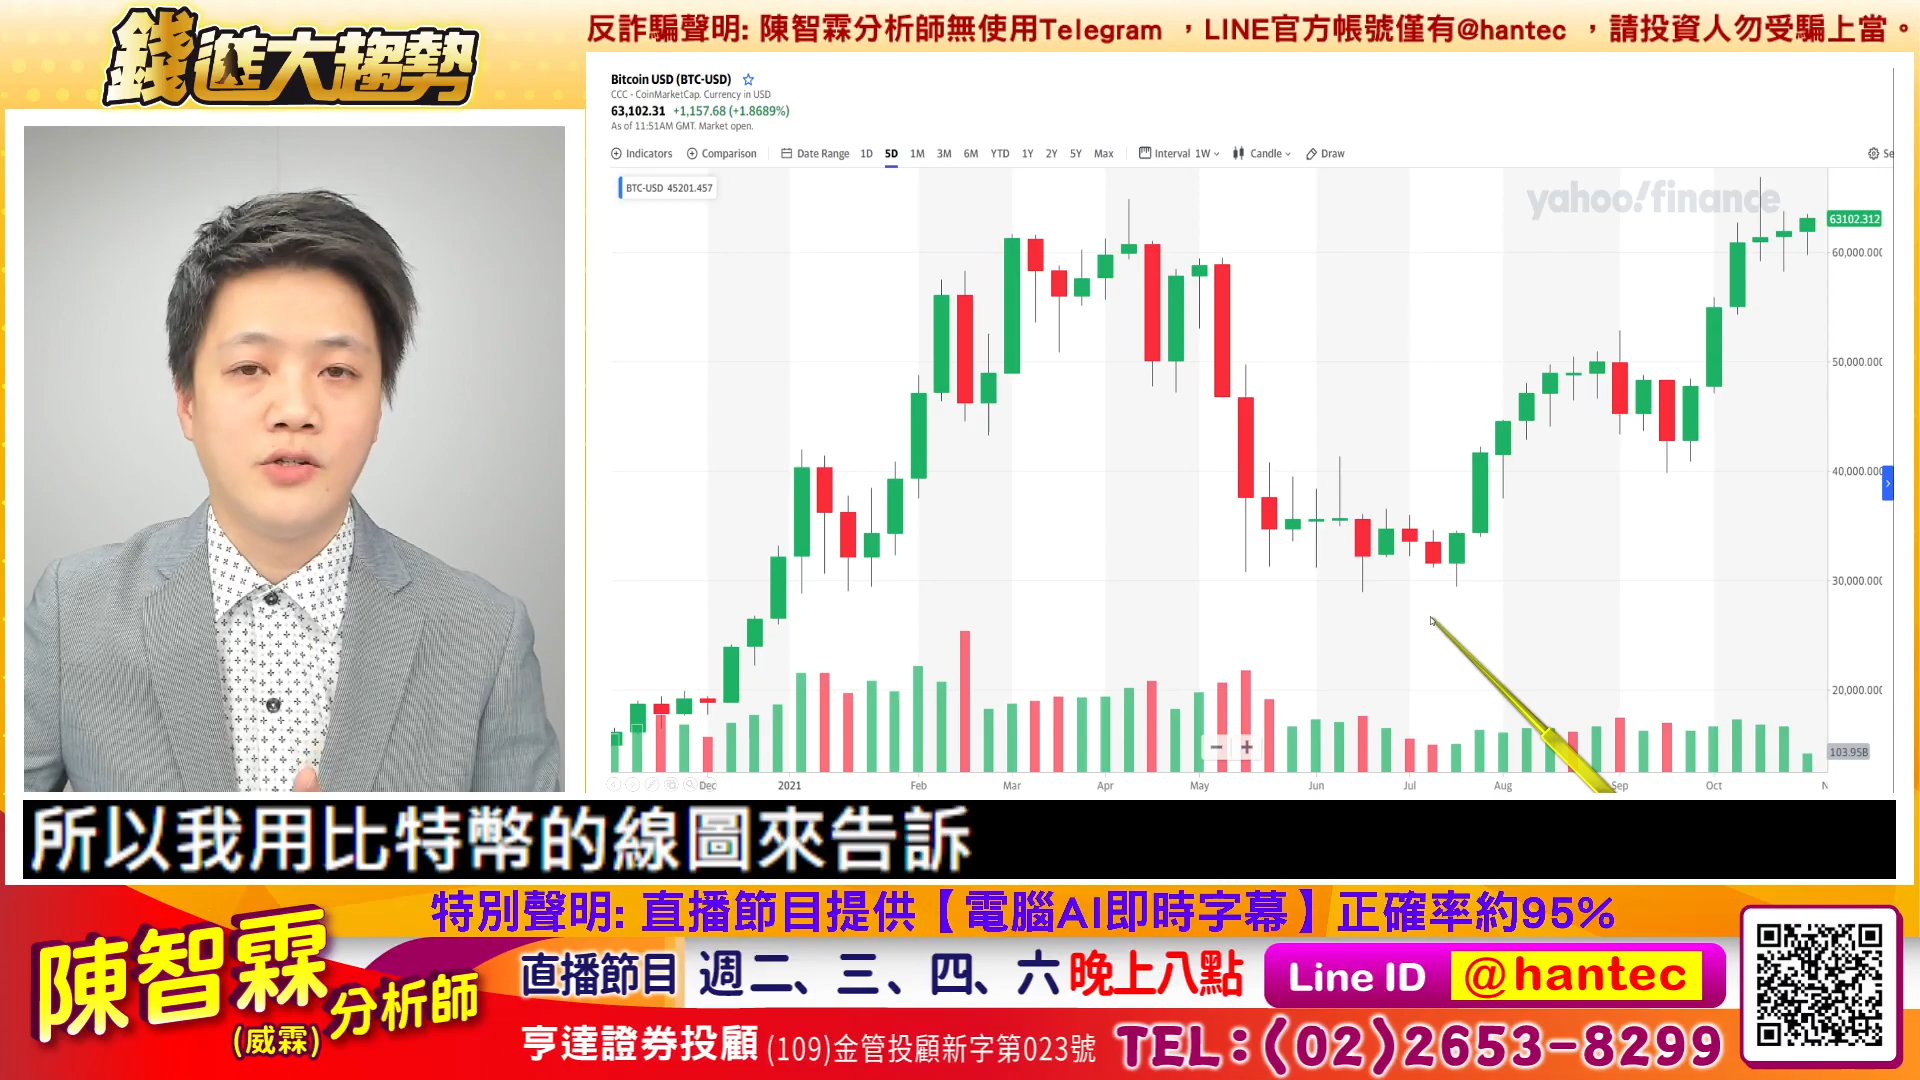 錢進大趨勢
反詐騙聲明: 陳智霖分析師無使用Telegram ，LINE官方帳號僅有@hantec ，請投資人勿受騙上當。
Bitcoin USD (BTC-USD)
CCC - CoinMarketCap. Currency in USD
63,102.31 +1,157.68 (+1.8689%)
As of 11:51AM GMT. Market open.
Indicators Comparison Date Range 1D 5D 1M 3M 6M YTD 1Y 2Y 5Y Max Interval 1W Candle Draw Se
BTC-USD 45201.457
yahoo!finance
63102.312
60,000.00
50,000.00
40,000.00
30,000.00
20,000.00
103.95B
− +
Dec 2021 Feb Mar Apr May Jun Jul Aug Sep Oct N
所以我用比特幣的線圖來告訴
特別聲明: 直播節目提供【電腦AI即時字幕】正確率約95%
陳智霖分析師
(威霖)
直播節目 週二、三、四、六 晚上八點
Line ID @hantec
亨達證券投顧 (109)金管投顧新字第023號 TEL:(02)2653-8299